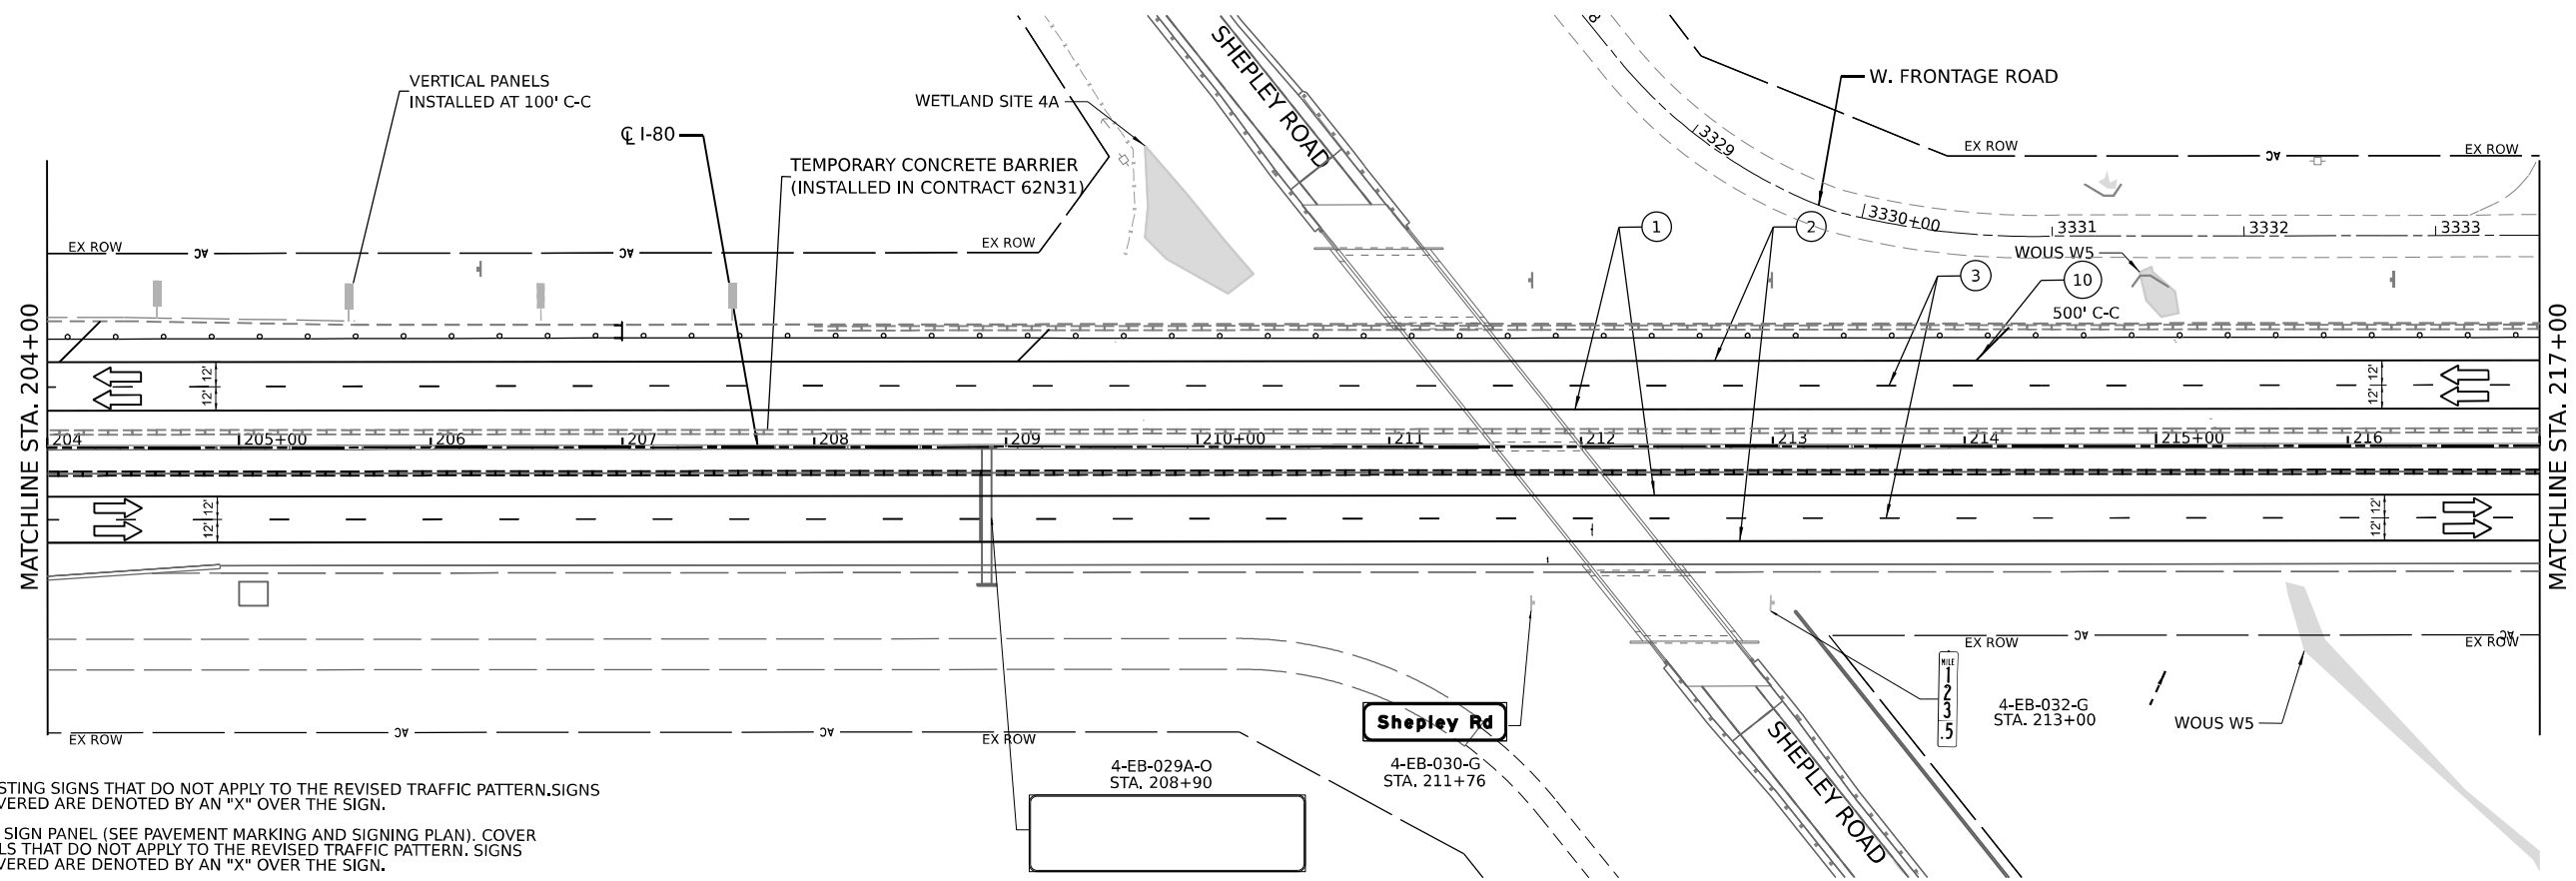 SHEPLEY ROAD
VERTICAL PANELS
INSTALLED AT 100' C-C
WETLAND SITE 4A
W. FRONTAGE ROAD
℄ I-80
TEMPORARY CONCRETE BARRIER
(INSTALLED IN CONTRACT 62N31)
3329
EX ROW
AC
EX ROW
3330+00
3331
3332
3333
1
2
3
10
WOUS W5
500' C-C
EX ROW
AC
AC
EX ROW
MATCHLINE STA. 204+00
MATCHLINE STA. 217+00
12' 12'
12' 12'
204
205+00
206
207
208
209
210+00
211
212
213
214
215+00
216
12' 12'
12' 12'
EX ROW
AC
EX ROW
AC
MILE
1
2
3
.5
4-EB-032-G
STA. 213+00
WOUS W5
Shepley Rd
4-EB-030-G
STA. 211+76
SHEPLEY ROAD
EX ROW
AC
AC
EX ROW
4-EB-029A-O
STA. 208+90
STING SIGNS THAT DO NOT APPLY TO THE REVISED TRAFFIC PATTERN.SIGNS
VERED ARE DENOTED BY AN "X" OVER THE SIGN.
SIGN PANEL (SEE PAVEMENT MARKING AND SIGNING PLAN). COVER
LS THAT DO NOT APPLY TO THE REVISED TRAFFIC PATTERN. SIGNS
VERED ARE DENOTED BY AN "X" OVER THE SIGN.